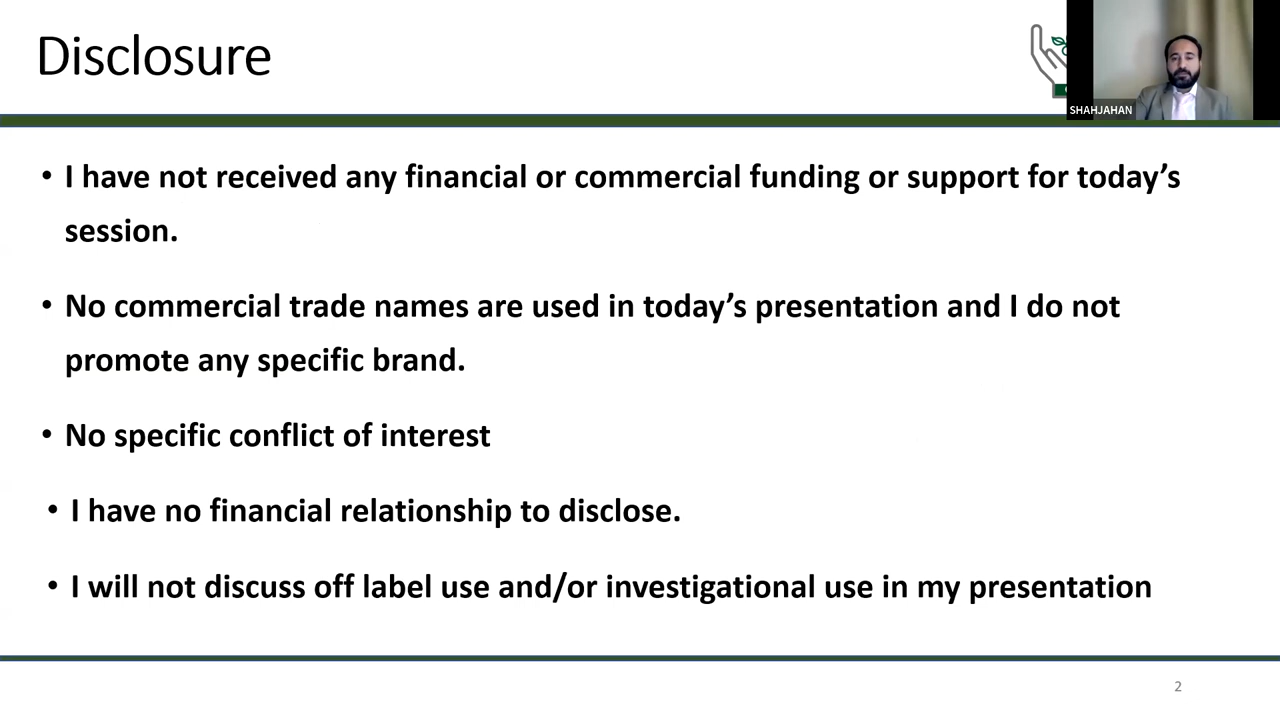 Disclosure
SHAHJAHAN
• I have not received any financial or commercial funding or support for today’s
session.
• No commercial trade names are used in today’s presentation and I do not
promote any specific brand.
• No specific conflict of interest
• I have no financial relationship to disclose.
• I will not discuss off label use and/or investigational use in my presentation
2